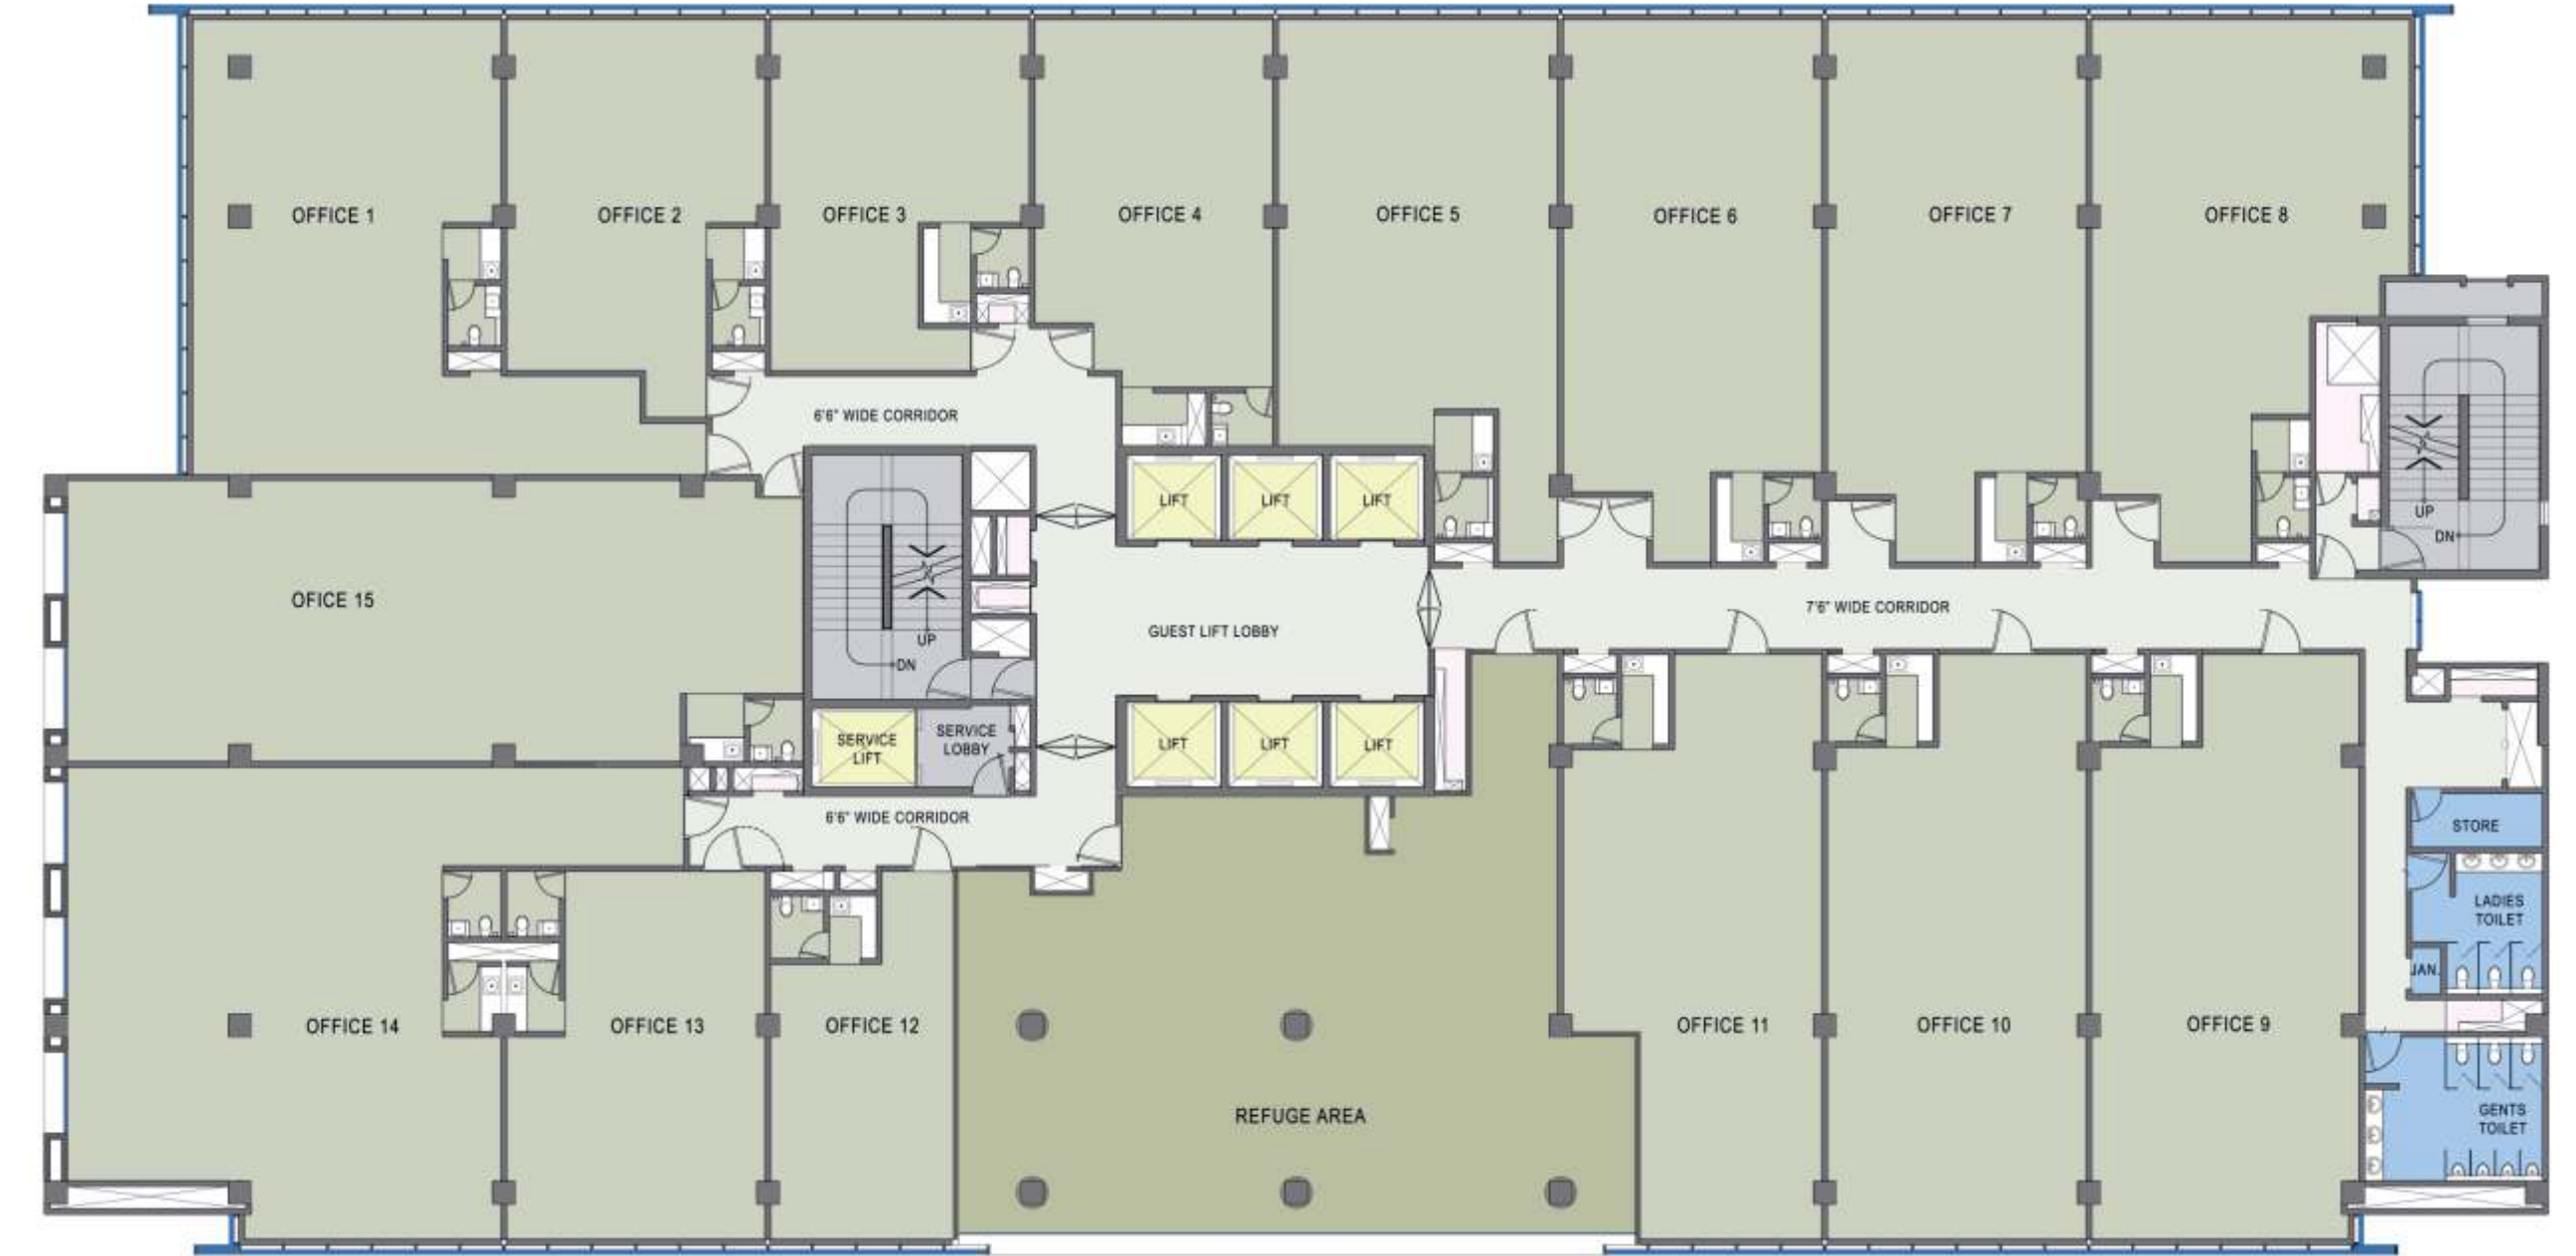 OFFICE 1
OFFICE 2
OFFICE 3
OFFICE 4
OFFICE 5
OFFICE 6
OFFICE 7
OFFICE 8
6'6" WIDE CORRIDOR
LIFT
LIFT
LIFT
UP
DN
OFICE 15
7'6" WIDE CORRIDOR
GUEST LIFT LOBBY
UP
DN
SERVICE
LIFT
SERVICE
LOBBY
LIFT
LIFT
LIFT
6'6" WIDE CORRIDOR
STORE
LADIES
TOILET
JAN.
OFFICE 14
OFFICE 13
OFFICE 12
OFFICE 11
OFFICE 10
OFFICE 9
REFUGE AREA
GENTS
TOILET